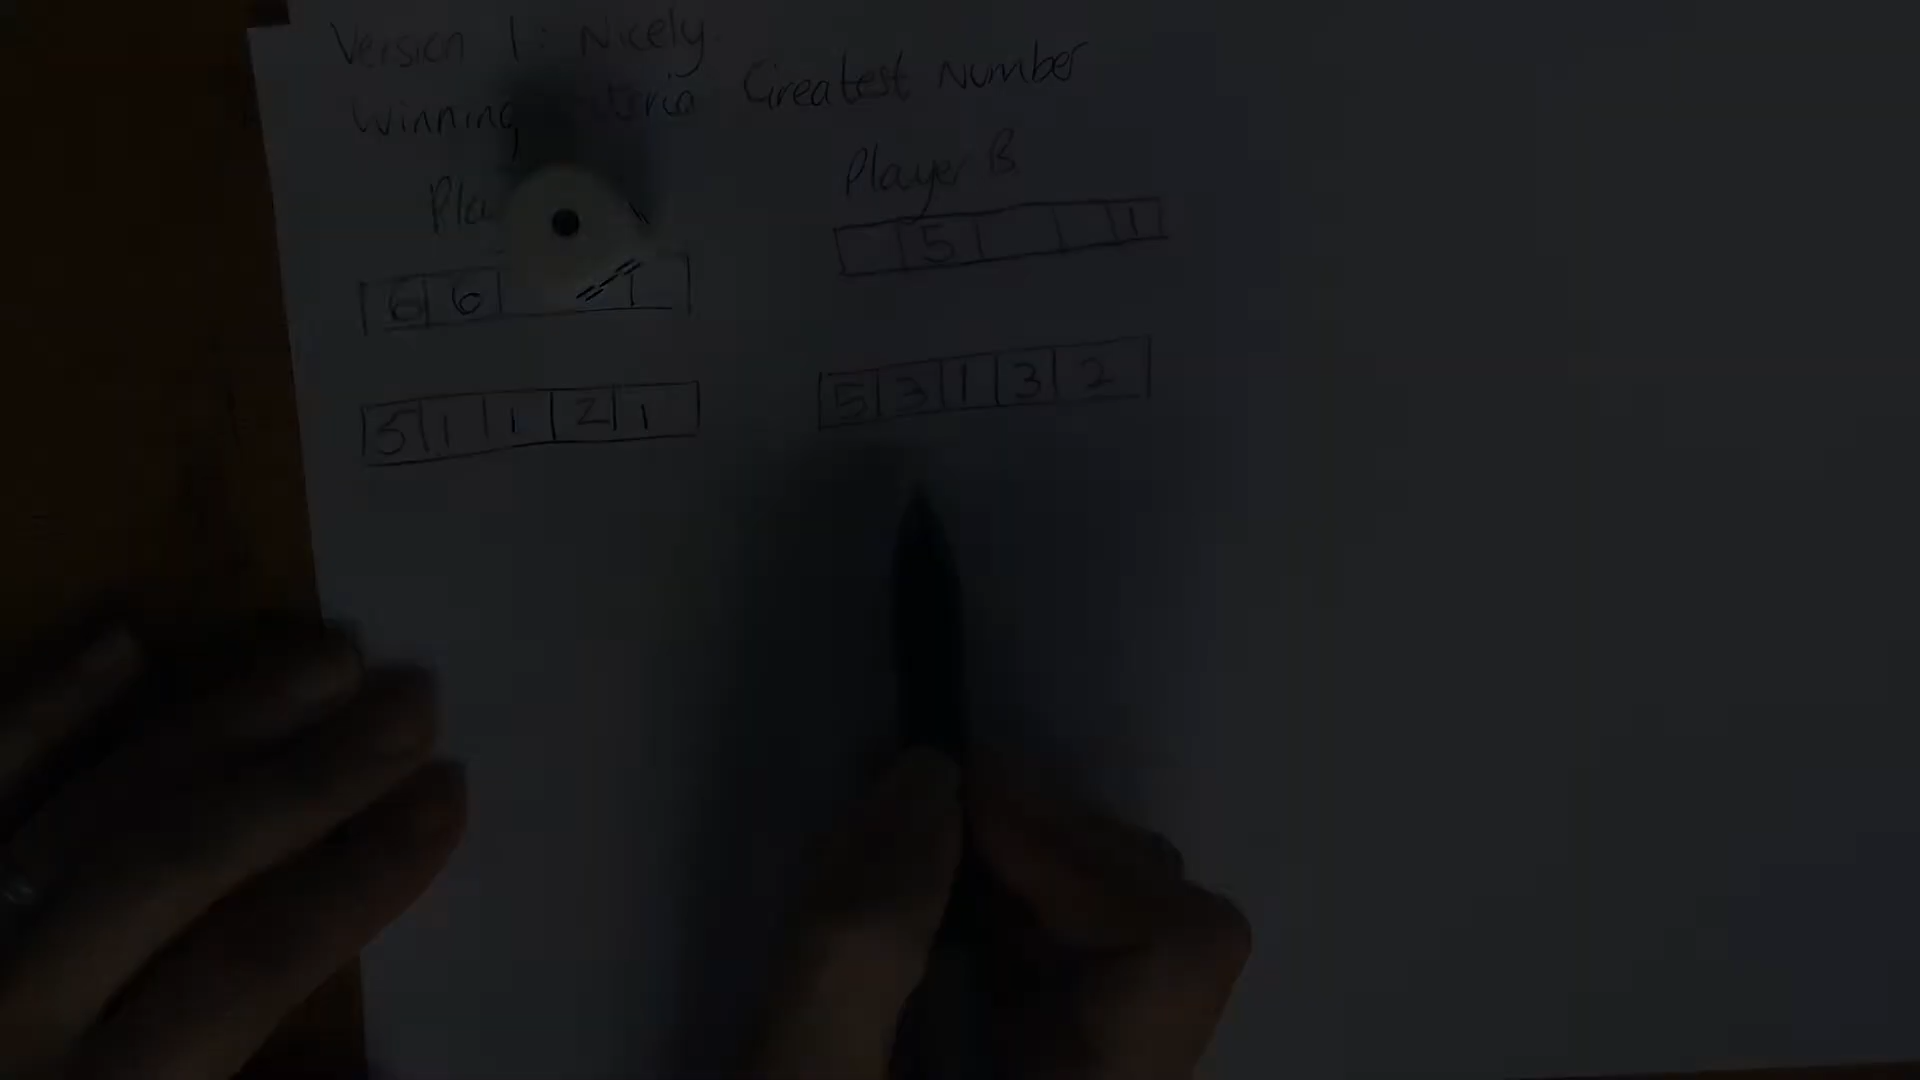 Version 1: Nicely
Winning Greatest Number
Player B
6 6 1
5 1
5 1 1 2 1
5 3 1 3 2